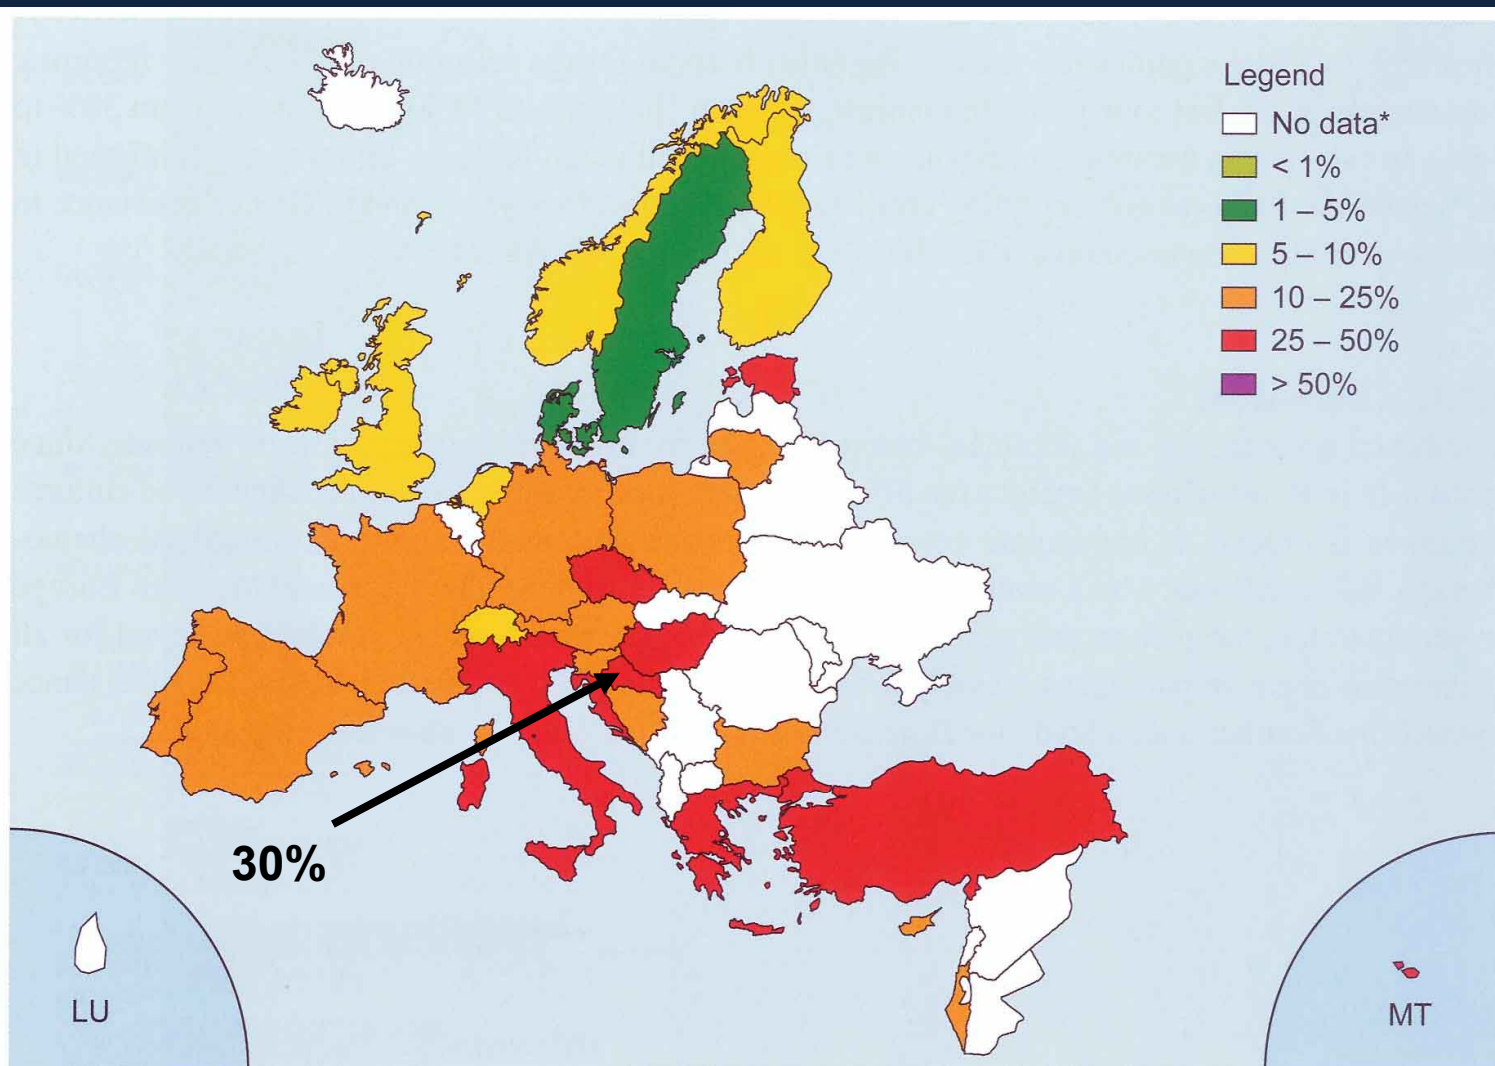 Legend
No data*
< 1%
1 – 5%
5 – 10%
10 – 25%
25 – 50%
> 50%
30%
LU
MT